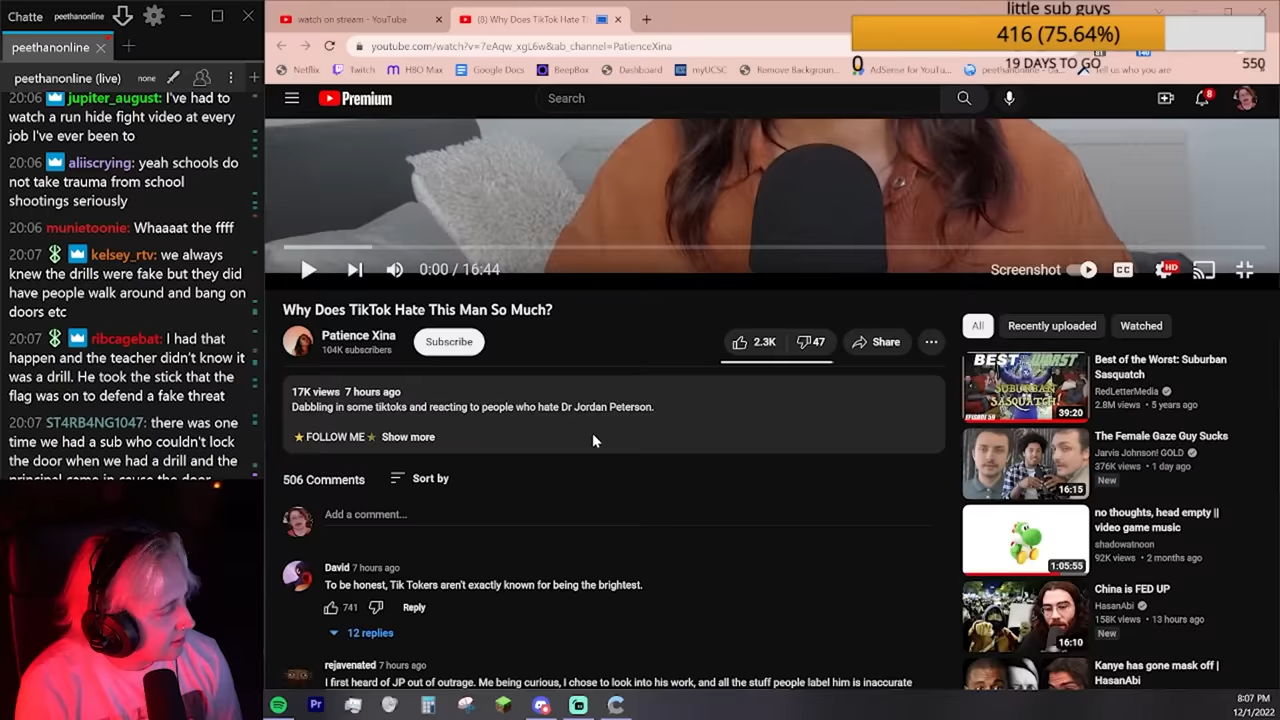 Chatte peethanonline
peethanonline
peethanonline (live) none
20:06 jupiter_august: I've had to
watch a run hide fight video at every
job I've ever been to
20:06 aliiscrying: yeah schools do
not take trauma from school
shootings seriously
20:06 munietoonie: Whaaaat the ffff
20:07 kelsey_rtv: we always
knew the drills were fake but they did
have people walk around and bang on
doors etc
20:07 ribcagebat: I had that
happen and the teacher didn't know it
was a drill. He took the stick that the
flag was on to defend a fake threat
20:07 ST4RB4NG1047: there was one
time we had a sub who couldn't lock
the door when we had a drill and the
principal came in cause the door
watch on stream - YouTube
(8) Why Does TikTok Hate T
youtube.com/watch?v=7eAqw_xgL6w&ab_channel=PatienceXina
Netflix Twitch HBO Max Google Docs BeepBox Dashboard myUCSC Remove Backgroun... AdSense for YouTu... peethanonline Tell us who you are
little sub guys
416 (75.64%)
0 19 DAYS TO GO 550
Premium
Search
8
0:00 / 16:44
Screenshot
CC
HD
Why Does TikTok Hate This Man So Much?
Patience Xina
104K subscribers
Subscribe
2.3K
47
Share
17K views 7 hours ago
Dabbling in some tiktoks and reacting to people who hate Dr Jordan Peterson.
⭐FOLLOW ME⭐ Show more
506 Comments
Sort by
Add a comment...
David 7 hours ago
To be honest, Tik Tokers aren't exactly known for being the brightest.
741
Reply
12 replies
rejavenated 7 hours ago
I first heard of JP out of outrage. Me being curious, I chose to look into his work, and all the stuff people label him is inaccurate
All Recently uploaded Watched
BEST WORST
SUBURBAN
SASQUATCH
39:20
Best of the Worst: Suburban
Sasquatch
RedLetterMedia
2.8M views • 5 years ago
16:15
The Female Gaze Guy Sucks
Jarvis Johnson! GOLD
376K views • 1 day ago
New
1:05:55
no thoughts, head empty ||
video game music
shadowatnoon
92K views • 2 months ago
16:10
China is FED UP
HasanAbi
158K views • 13 hours ago
New
Kanye has gone mask off |
HasanAbi
8:07 PM
12/1/2022